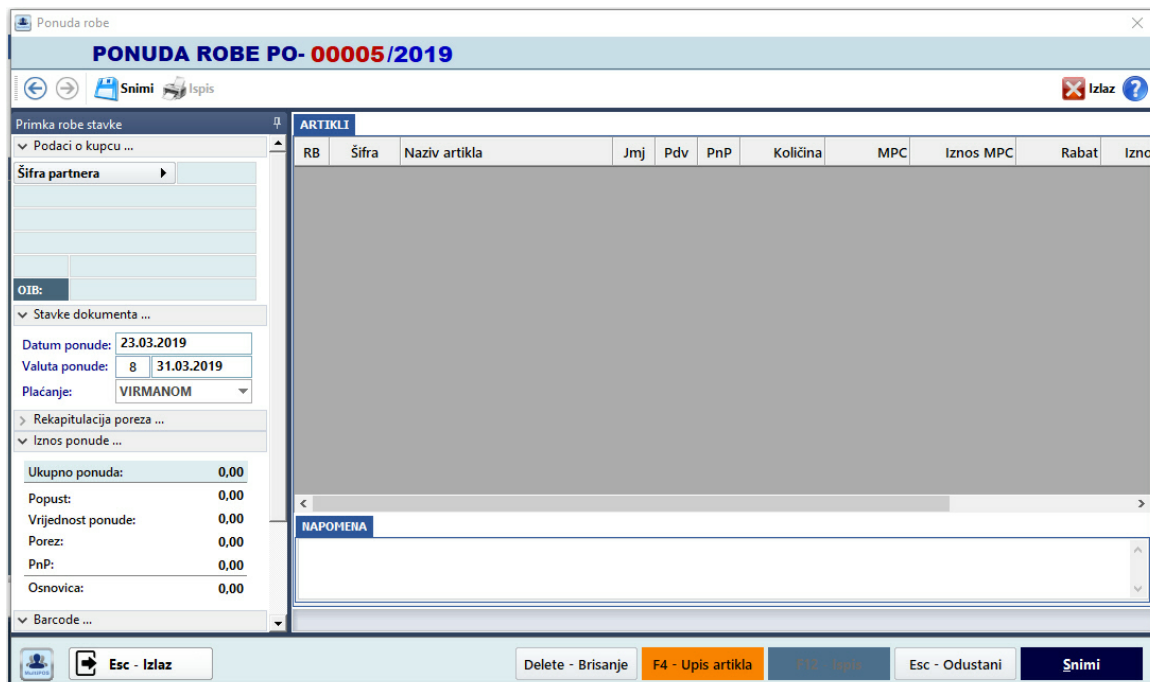 Ponuda robe
PONUDA ROBE PO- 00005/2019
Snimi Ispis Izlaz ?
Primka robe stavke
Podaci o kupcu ...
Šifra partnera
OIB:
Stavke dokumenta ...
Datum ponude: 23.03.2019
Valuta ponude: 8 31.03.2019
Plaćanje: VIRMANOM
Rekapitulacija poreza ...
Iznos ponude ...
Ukupno ponuda: 0,00
Popust: 0,00
Vrijednost ponude: 0,00
Porez: 0,00
PnP: 0,00
Osnovica: 0,00
Barcode ...
ARTIKLI
RB Šifra Naziv artikla Jmj Pdv PnP Količina MPC Iznos MPC Rabat Izno
NAPOMENA
Esc - Izlaz Delete - Brisanje F4 - Upis artikla F12 - Ispis Esc - Odustani Snimi